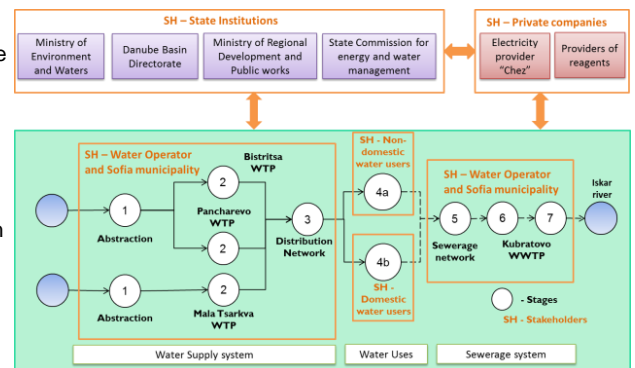 SH – State Institutions
SH – Private companies
e
Ministry of
Environment
and Waters
Danube Basin
Directorate
Ministry of Regional
Development and
Public works
State Commission for
energy and water
management
Electricity
provider
"Chez"
Providers of
reagents
SH – Water Operator
and Sofia municipality
Bistritsa
WTP
SH - Non-
domestic
water users
SH – Water Operator
and Sofia municipality
Iskar
river
n
1
Abstraction
2
Pancharevo
WTP
2
3
Distribution
Network
4a
4b
SH -
Domestic
water users
5
Sewerage
network
6
7
Kubratovo
WWTP
1
Abstraction
2
Mala Tsarkva
WTP
- Stages
SH - Stakeholders
Water Supply system
Water Uses
Sewerage system